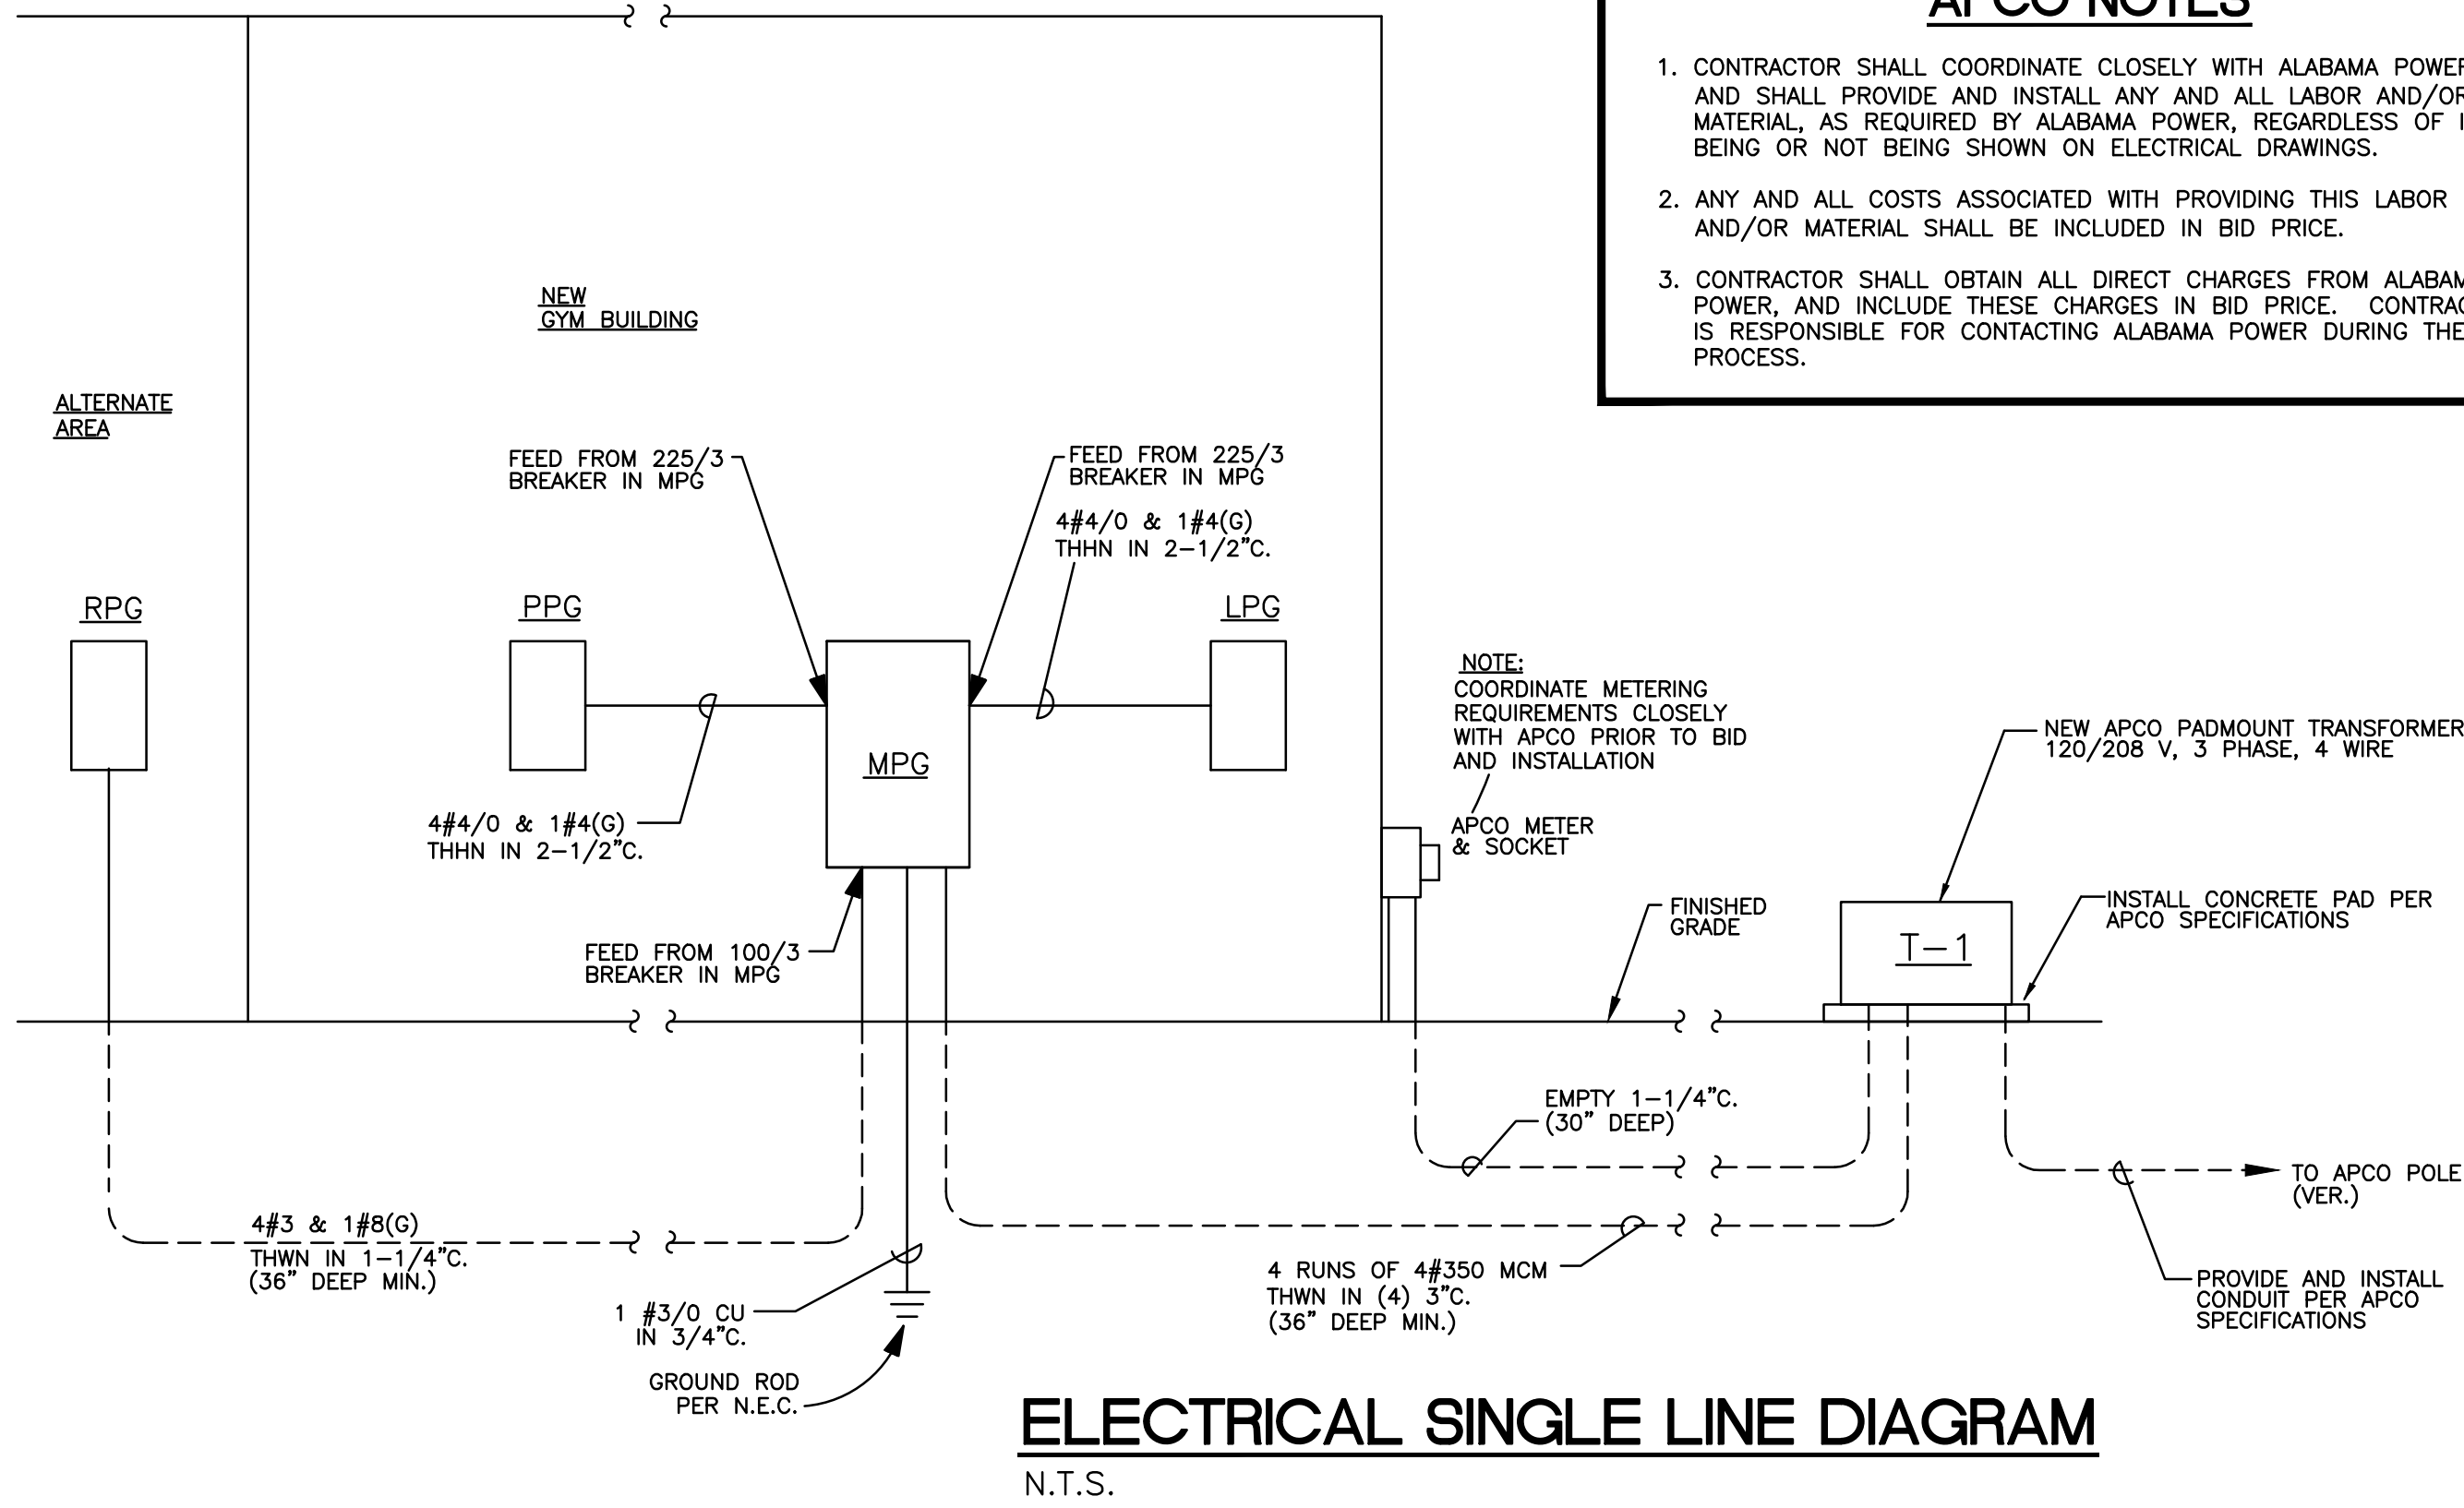 APCO NOTES
1. CONTRACTOR SHALL COORDINATE CLOSELY WITH ALABAMA POWER
AND SHALL PROVIDE AND INSTALL ANY AND ALL LABOR AND/OR
MATERIAL, AS REQUIRED BY ALABAMA POWER, REGARDLESS OF
BEING OR NOT BEING SHOWN ON ELECTRICAL DRAWINGS.
2. ANY AND ALL COSTS ASSOCIATED WITH PROVIDING THIS LABOR
AND/OR MATERIAL SHALL BE INCLUDED IN BID PRICE.
3. CONTRACTOR SHALL OBTAIN ALL DIRECT CHARGES FROM
POWER, AND INCLUDE THESE CHARGES IN BID PRICE.
IS RESPONSIBLE FOR CONTACTING ALABAMA POWER DURING THE
PROCESS.
NEW
GYM BUILDING
ALTERNATE
AREA
FEED FROM 225/3
BREAKER IN MPG
FEED FROM 225/3
BREAKER IN MPG
4#4/0 & 1#4(G)
THHN IN 2-1/2"C.
RPG
PPG
LPG
MPG
4#4/0 & 1#4(G)
THHN IN 2-1/2"C.
FEED FROM 100/3
BREAKER IN MPG
NOTE:
COORDINATE METERING
REQUIREMENTS CLOSELY
WITH APCO PRIOR TO BID
AND INSTALLATION
APCO METER
& SOCKET
NEW APCO PADMOUNT TRANSFORMER
120/208 V, 3 PHASE, 4 WIRE
FINISHED
GRADE
T-1
INSTALL CONCRETE PAD PER
APCO SPECIFICATIONS
EMPTY 1-1/4"C.
(30" DEEP)
TO APCO POLE
(VER.)
4#3 & 1#8(G)
THWN IN 1-1/4"C.
(36" DEEP MIN.)
4 RUNS OF 4#350 MCM
THWN IN (4) 3"C.
(36" DEEP MIN.)
PROVIDE AND INSTALL
CONDUIT PER APCO
SPECIFICATIONS
1 #3/0 CU
IN 3/4"C.
GROUND ROD
PER N.E.C.
ELECTRICAL SINGLE LINE DIAGRAM
N.T.S.